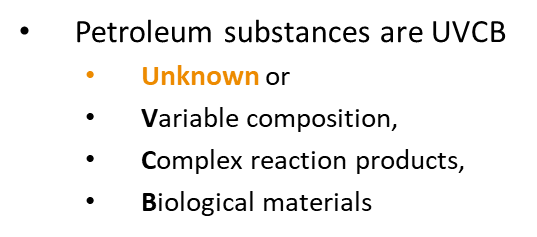 • Petroleum substances are UVCB
• Unknown or
• Variable composition,
• Complex reaction products,
• Biological materials